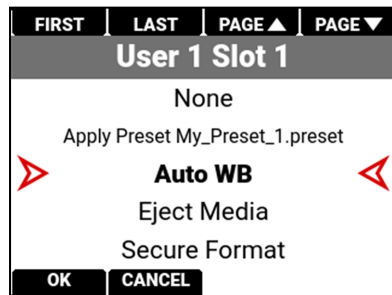 FIRST LAST PAGE▲ PAGE▼
User 1 Slot 1
None
Apply Preset My_Preset_1.preset
Auto WB
Eject Media
Secure Format
OK CANCEL